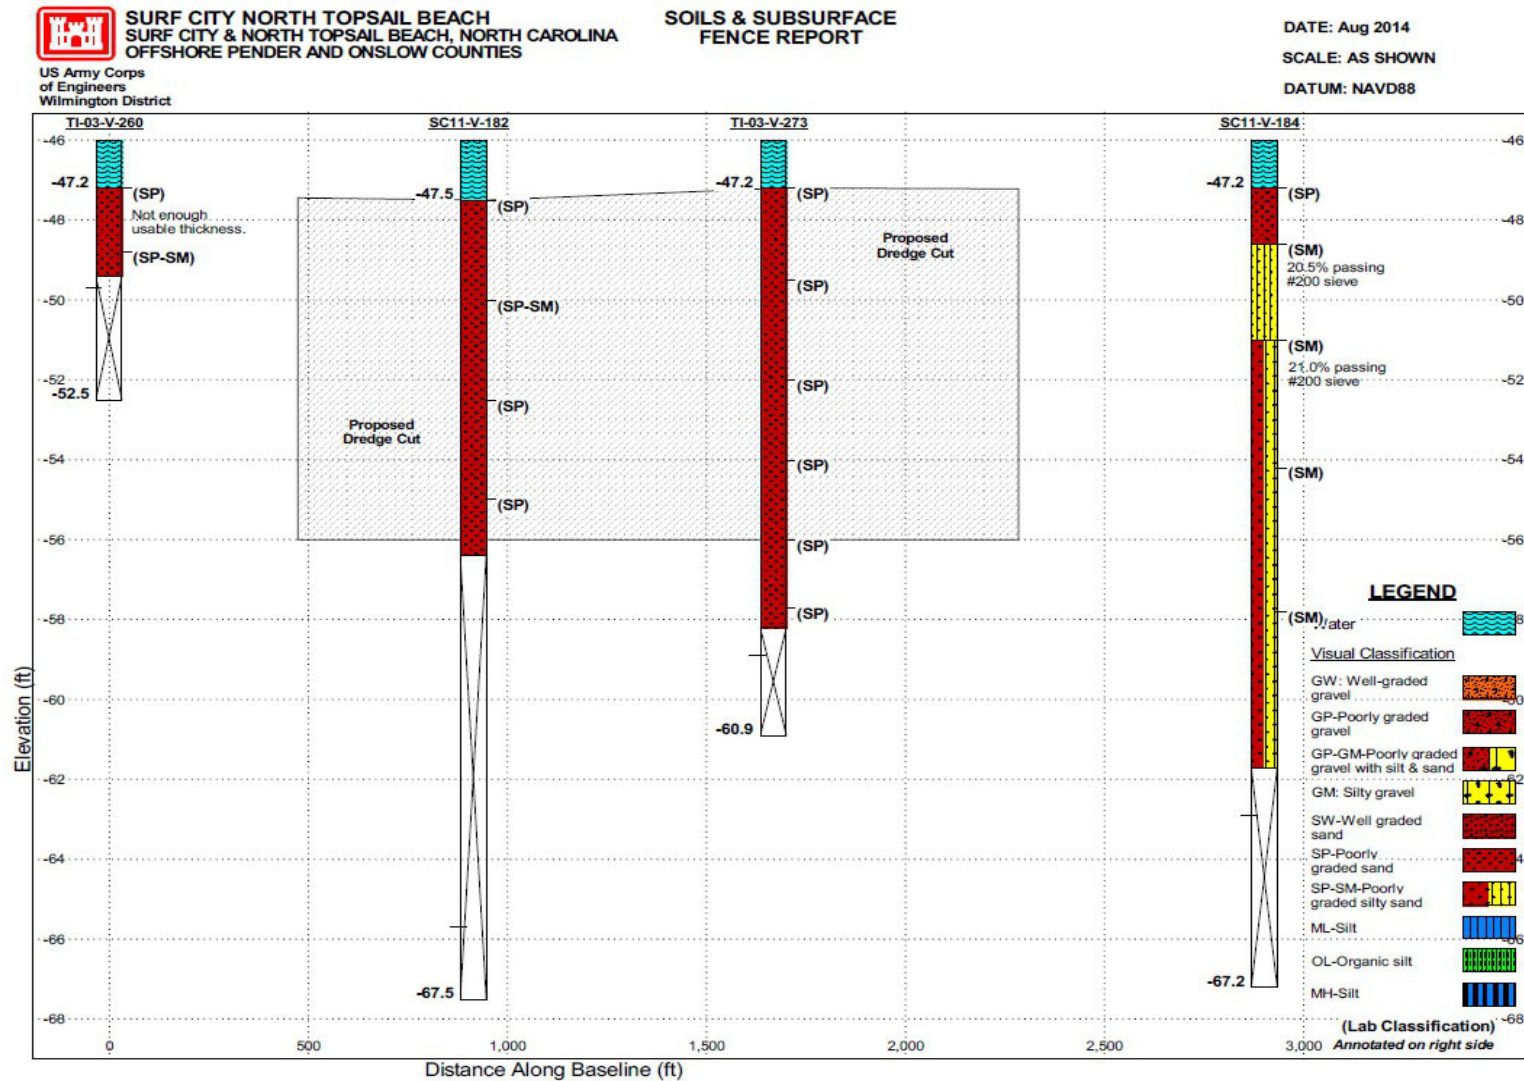 SURF CITY NORTH TOPSAIL BEACH
SURF CITY & NORTH TOPSAIL BEACH, NORTH CAROLINA
OFFSHORE PENDER AND ONSLOW COUNTIES
US Army Corps
of Engineers
Wilmington District
SOILS & SUBSURFACE
FENCE REPORT
DATE: Aug 2014
SCALE: AS SHOWN
DATUM: NAVD88
TI-03-V-260
SC11-V-182
TI-03-V-273
SC11-V-184
-46
-48
-50
-52
-54
-56
-58
-60
-62
-64
-66
-68
Elevation (ft)
-47.2
(SP)
Not enough
usable thickness.
(SP-SM)
-52.5
-47.5
(SP)
(SP-SM)
(SP)
(SP)
-67.5
Proposed
Dredge Cut
-47.2
(SP)
(SP)
(SP)
(SP)
(SP)
(SP)
-60.9
Proposed
Dredge Cut
-47.2
(SP)
(SM)
20.5% passing
#200 sieve
(SM)
21.0% passing
#200 sieve
(SM)
(SM)
-67.2
-46
-48
-50
-52
-54
-56
-66
-68
LEGEND
Water
Visual Classification
GW: Well-graded
gravel
GP-Poorly graded
gravel
GP-GM-Poorly graded
gravel with silt & sand
GM: Silty gravel
SW-Well graded
sand
SP-Poorly
graded sand
SP-SM-Poorly
graded silty sand
ML-Silt
OL-Organic silt
MH-Silt
(Lab Classification)
Annotated on right side
0
500
1,000
1,500
2,000
2,500
3,000
Distance Along Baseline (ft)